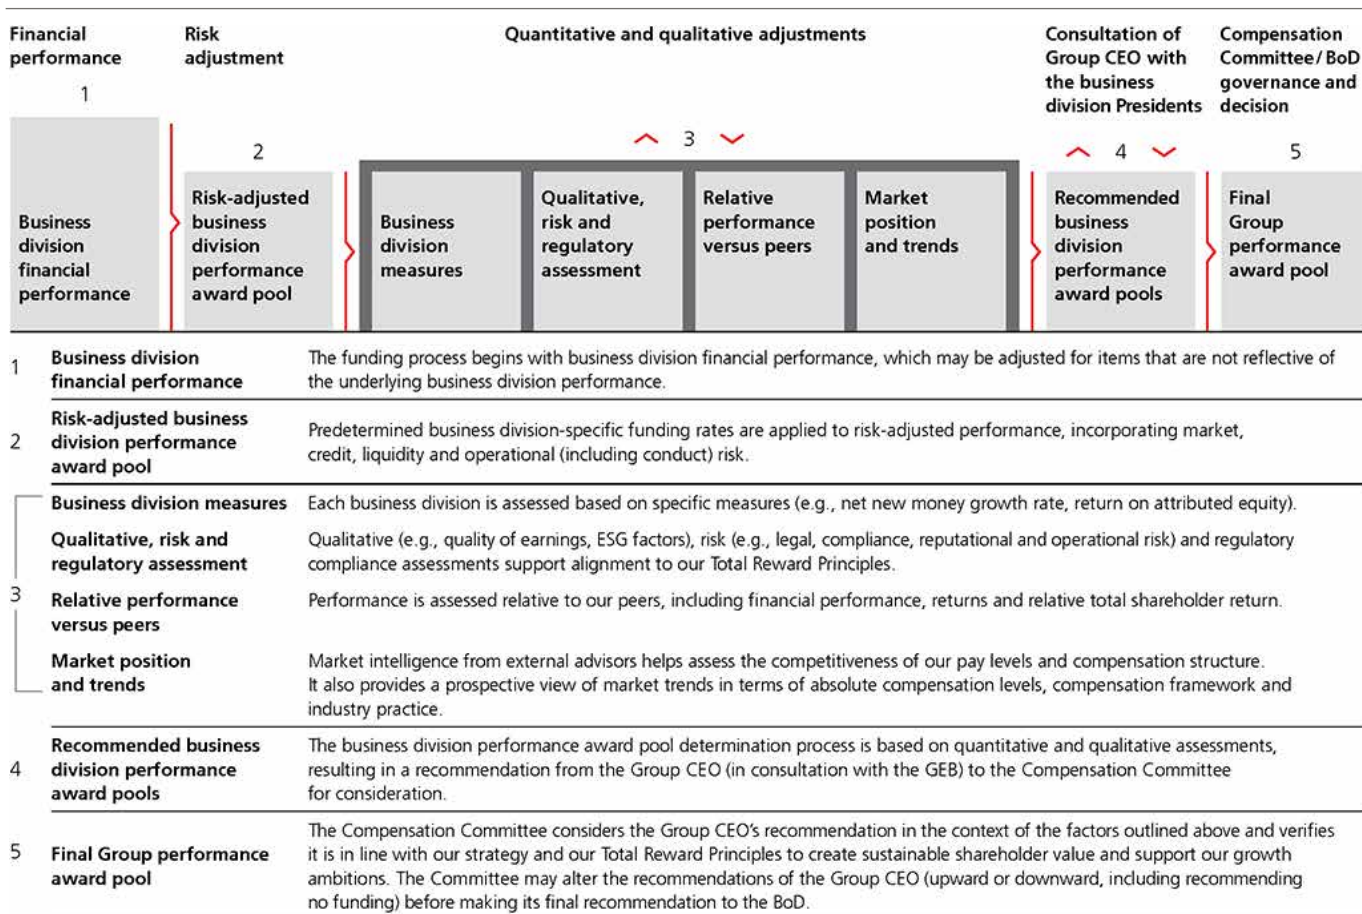 Financial
performance
1
Risk
adjustment
2
Quantitative and qualitative adjustments
3
Consultation of
Group CEO with
the business
division Presidents
4
Compensation
Committee/BoD
governance and
decision
5
Business
division
financial
performance
Risk-adjusted
business
division
performance
award pool
Business
division
measures
Qualitative,
risk and
regulatory
assessment
Relative
performance
versus peers
Market
position
and trends
Recommended
business
division
performance
award pools
Final
Group
performance
award pool
1
Business division
financial performance
The funding process begins with business division financial performance, which may be adjusted for items that are not reflective of
the underlying business division performance.
2
Risk-adjusted business
division performance
award pool
Predetermined business division-specific funding rates are applied to risk-adjusted performance, incorporating market,
credit, liquidity and operational (including conduct) risk.
3
Business division measures
Each business division is assessed based on specific measures (e.g., net new money growth rate, return on attributed equity).
Qualitative, risk and
regulatory assessment
Qualitative (e.g., quality of earnings, ESG factors), risk (e.g., legal, compliance, reputational and operational risk) and regulatory
compliance assessments support alignment to our Total Reward Principles.
Relative performance
versus peers
Performance is assessed relative to our peers, including financial performance, returns and relative total shareholder return.
Market position
and trends
Market intelligence from external advisors helps assess the competitiveness of our pay levels and compensation structure.
It also provides a prospective view of market trends in terms of absolute compensation levels, compensation framework and
industry practice.
4
Recommended business
division performance
award pools
The business division performance award pool determination process is based on quantitative and qualitative assessments,
resulting in a recommendation from the Group CEO (in consultation with the GEB) to the Compensation Committee
for consideration.
5
Final Group performance
award pool
The Compensation Committee considers the Group CEO's recommendation in the context of the factors outlined above and verifies
it is in line with our strategy and our Total Reward Principles to create sustainable shareholder value and support our growth
ambitions. The Committee may alter the recommendations of the Group CEO (upward or downward, including recommending
no funding) before making its final recommendation to the BoD.